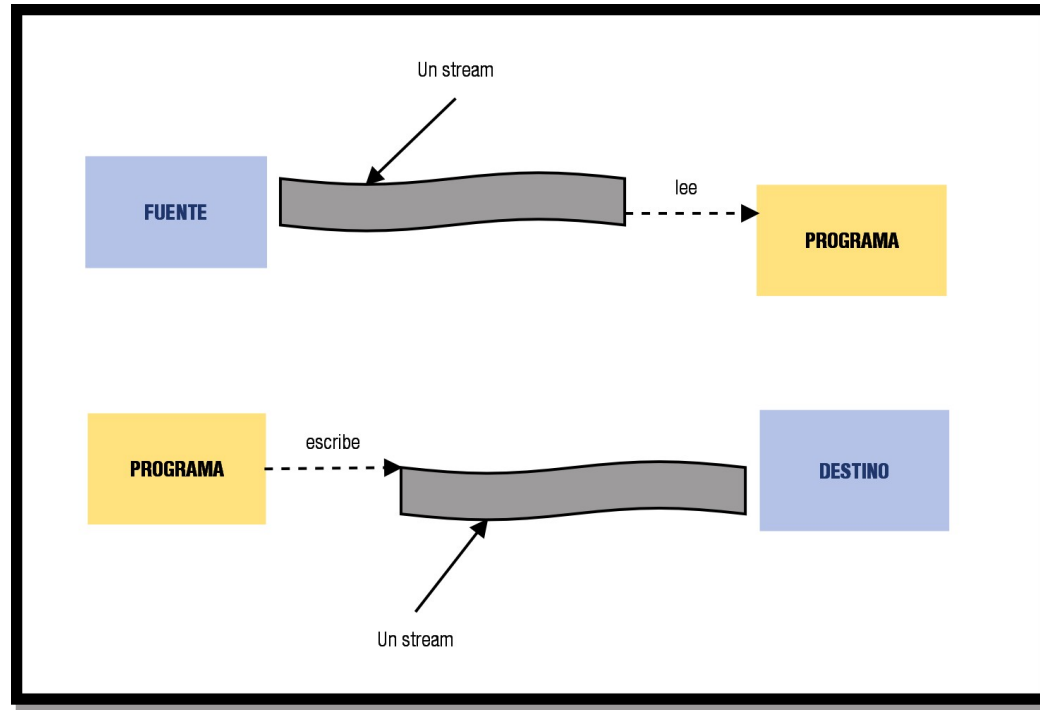 Un stream
FUENTE
lee
PROGRAMA
PROGRAMA
escribe
DESTINO
Un stream